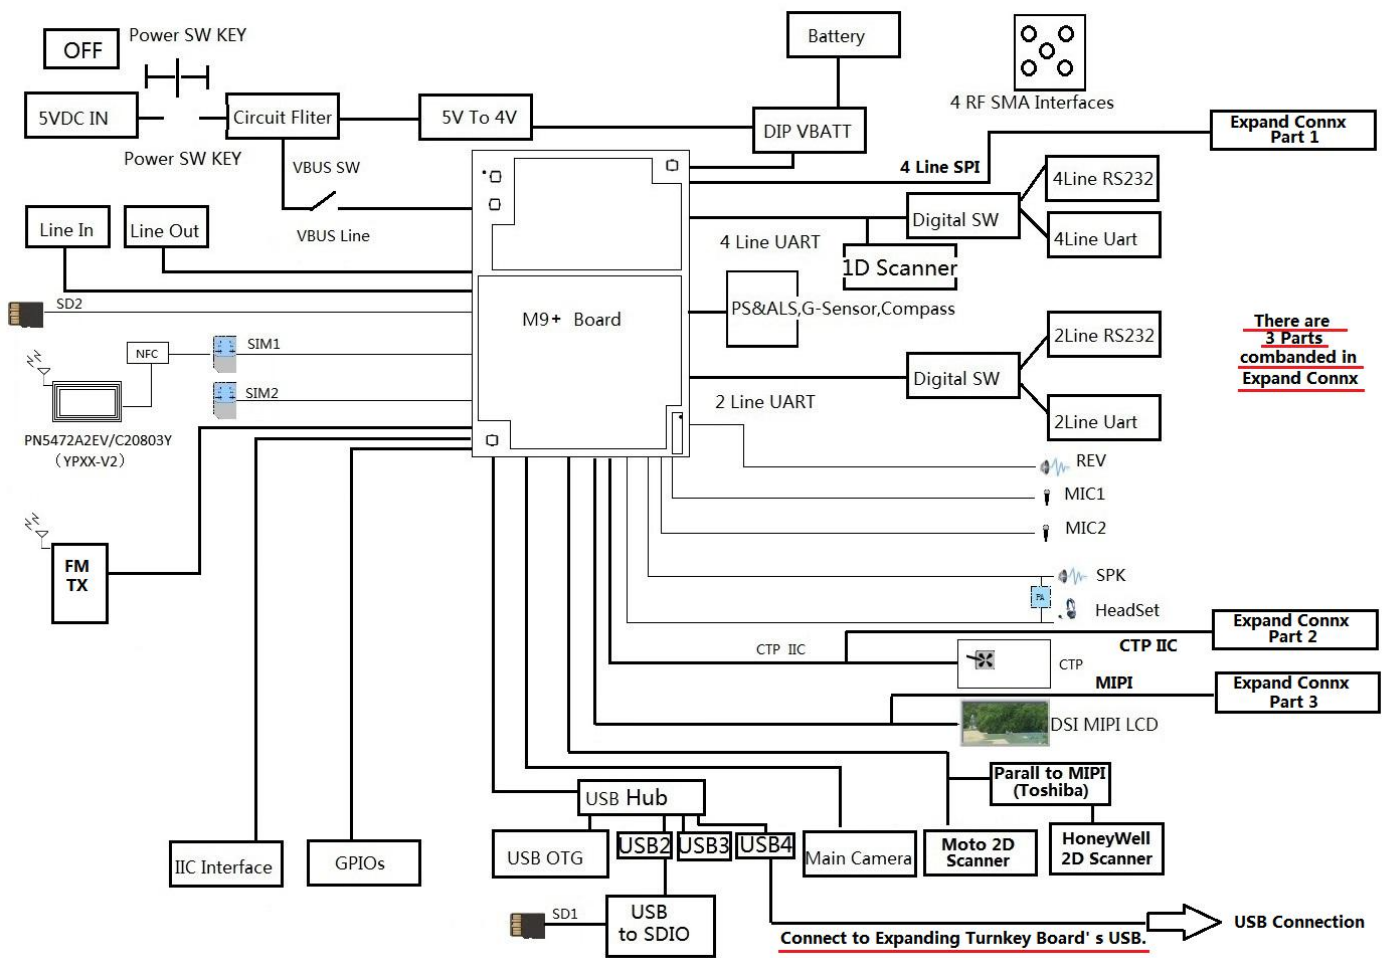 OFF
Power SW KEY
Battery
4 RF SMA Interfaces
5VDC IN
Circuit Fliter
5V To 4V
DIP VBATT
Expand Connx
Part 1
Power SW KEY
VBUS SW
4 Line SPI
4Line RS232
Line In
Line Out
VBUS Line
4 Line UART
Digital SW
4Line Uart
1D Scanner
SD2
M9+ Board
PS&ALS,G-Sensor,Compass
There are
3 Parts
combanded in
Expand Connx
NFC
SIM1
2Line RS232
SIM2
2 Line UART
Digital SW
2Line Uart
PN5472A2EV/C20803Y
(YPXX-V2)
REV
MIC1
MIC2
FM
TX
SPK
PA
HeadSet
Expand Connx
Part 2
CTP IIC
CTP IIC
CTP
MIPI
Expand Connx
Part 3
DSI MIPI LCD
Parall to MIPI
(Toshiba)
USB Hub
IIC Interface
GPIOs
USB OTG
USB2
USB3
USB4
Main Camera
Moto 2D
Scanner
HoneyWell
2D Scanner
SD1
USB
to SDIO
USB Connection
Connect to Expanding Turnkey Board' s USB.